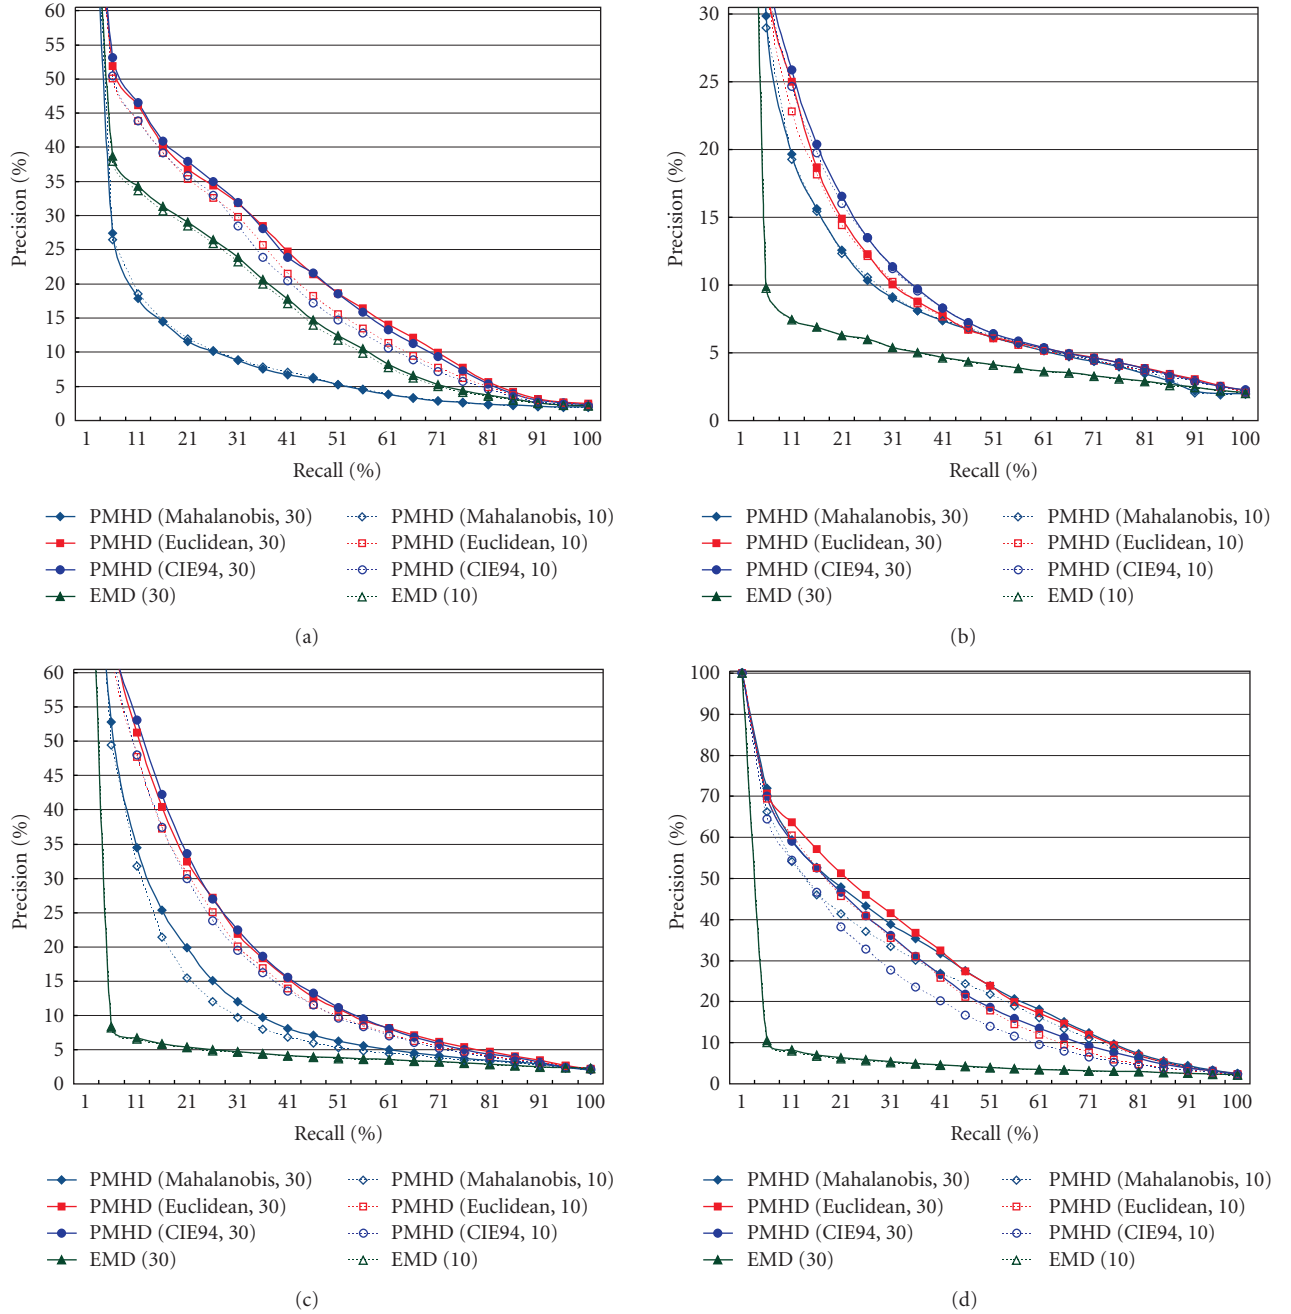 60
55
50
45
40
35
30
25
20
15
10
5
0
Precision (%)
1 11 21 31 41 51 61 71 81 91 100
Recall (%)
PMHD (Mahalanobis, 30) PMHD (Mahalanobis, 10)
PMHD (Euclidean, 30) PMHD (Euclidean, 10)
PMHD (CIE94, 30) PMHD (CIE94, 10)
EMD (30) EMD (10)
(a)
30
25
20
15
10
5
0
Precision (%)
1 11 21 31 41 51 61 71 81 91 100
Recall (%)
PMHD (Mahalanobis, 30) PMHD (Mahalanobis, 10)
PMHD (Euclidean, 30) PMHD (Euclidean, 10)
PMHD (CIE94, 30) PMHD (CIE94, 10)
EMD (30) EMD (10)
(b)
60
55
50
45
40
35
30
25
20
15
10
5
0
Precision (%)
1 11 21 31 41 51 61 71 81 91 100
Recall (%)
PMHD (Mahalanobis, 30) PMHD (Mahalanobis, 10)
PMHD (Euclidean, 30) PMHD (Euclidean, 10)
PMHD (CIE94, 30) PMHD (CIE94, 10)
EMD (30) EMD (10)
(c)
100
90
80
70
60
50
40
30
20
10
0
Precision (%)
1 11 21 31 41 51 61 71 81 91 100
Recall (%)
PMHD (Mahalanobis, 30) PMHD (Mahalanobis, 10)
PMHD (Euclidean, 30) PMHD (Euclidean, 10)
PMHD (CIE94, 30) PMHD (CIE94, 10)
EMD (30) EMD (10)
(d)